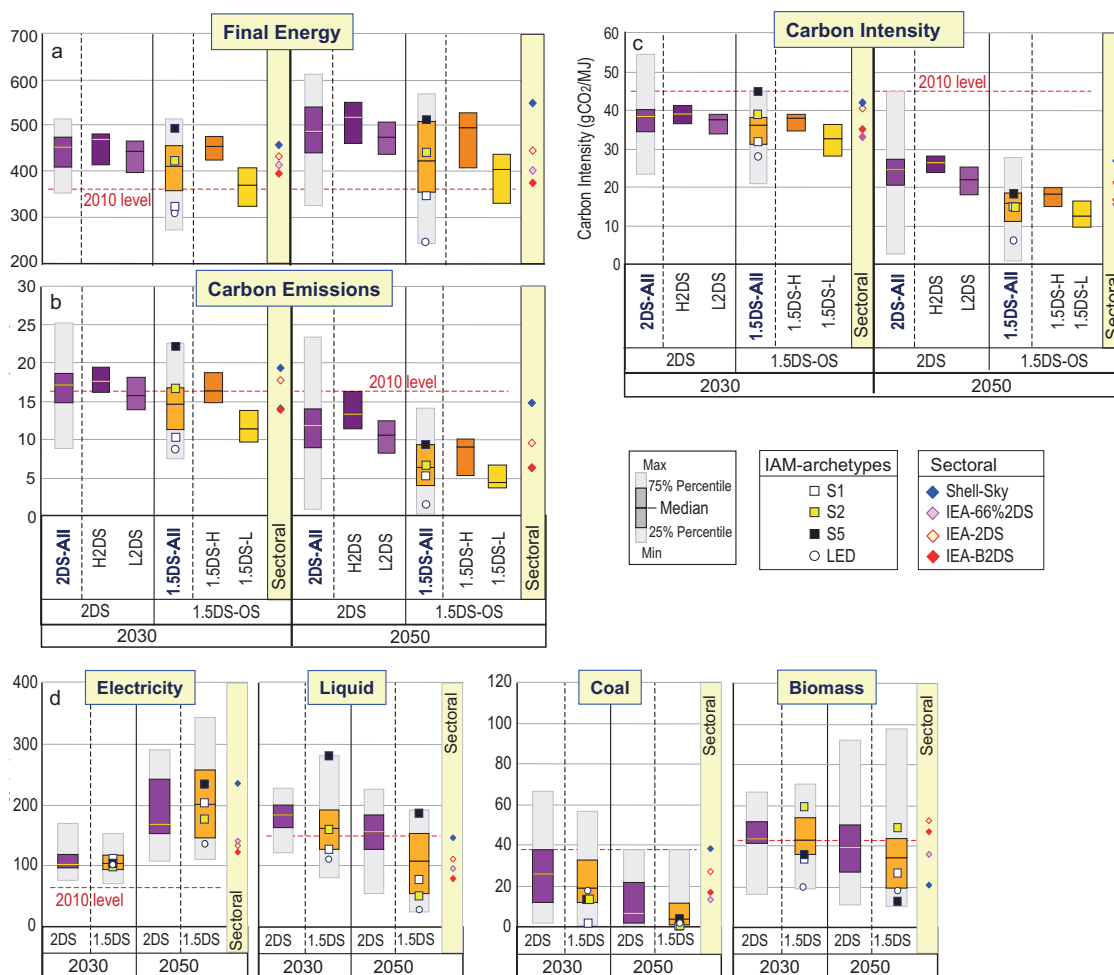 Final Energy
a
700
600
500
400
300
200
2010 level
Carbon Emissions
b
30
25
20
15
10
5
0
2010 level
2DS-All
H2DS
L2DS
1.5DS-All
1.5DS-H
1.5DS-L
Sectoral
2DS-All
H2DS
L2DS
1.5DS-All
1.5DS-H
1.5DS-L
Sectoral
2DS
1.5DS-OS
2DS
1.5DS-OS
2030
2050
Carbon Intensity
c
Carbon Intensity (gCO2/MJ)
60
50
40
30
20
10
0
2010 level
2DS-All
H2DS
L2DS
1.5DS-All
1.5DS-H
1.5DS-L
Sectoral
2DS-All
H2DS
L2DS
1.5DS-All
1.5DS-H
1.5DS-L
Sectoral
2DS
1.5DS-OS
2DS
1.5DS-OS
2030
2050
Max
75% Percentile
Median
25% Percentile
Min
IAM-archetypes
S1
S2
S5
LED
Sectoral
Shell-Sky
IEA-66%2DS
IEA-2DS
IEA-B2DS
d
Electricity
Liquid
400
300
200
100
0
2010 level
Sectoral
Sectoral
2DS
1.5DS
2DS
1.5DS
2DS
1.5DS
2DS
1.5DS
2030
2050
2030
2050
Coal
Biomass
120
100
80
60
40
20
0
Sectoral
Sectoral
2DS
1.5DS
2DS
1.5DS
2DS
1.5DS
2DS
1.5DS
2030
2050
2030
2050